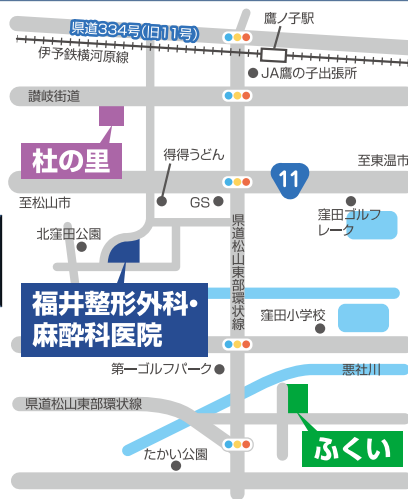 鷹ノ子駅
県道334号(旧11号)
伊予鉄横河原線
JA鷹の子出張所
讃岐街道
杜の里
得得うどん
至東温市
11
至松山市
GS
窪田ゴルフ
レーク
北窪田公園
県道松山東部環状線
福井整形外科・
麻酔科医院
窪田小学校
第一ゴルフパーク
悪社川
県道松山東部環状線
ふくい
たかい公園